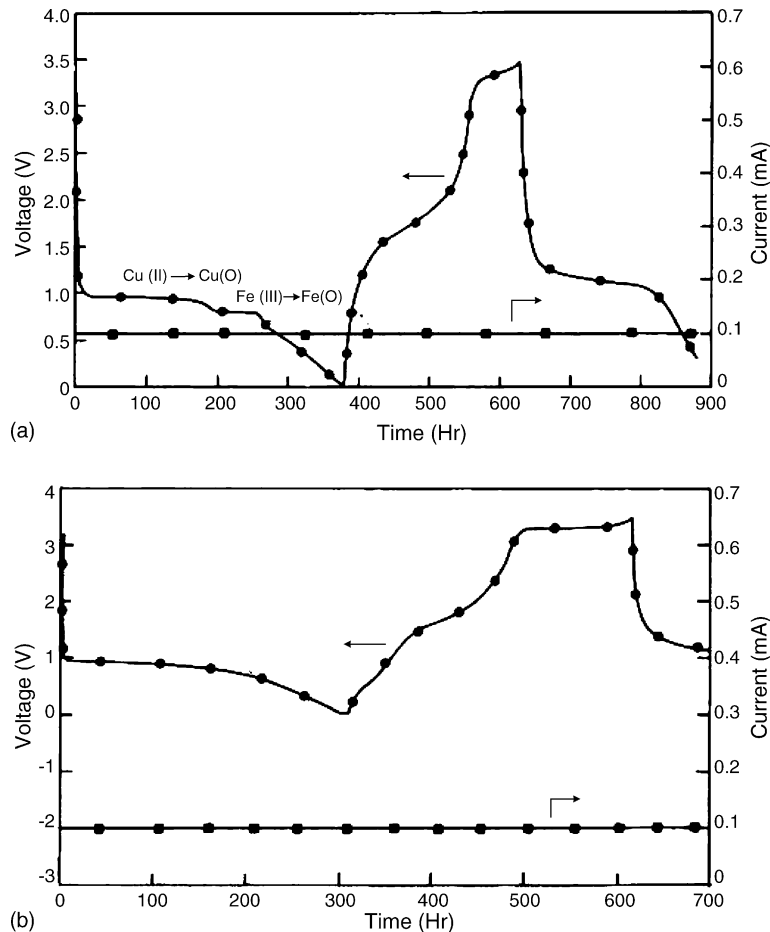 4.0
3.5
3.0
2.5
2.0
1.5
1.0
0.5
0
Voltage (V)
0.7
0.6
0.5
0.4
0.3
0.2
0.1
0
Current (mA)
Cu (II) → Cu(O)
Fe (III)→Fe(O)
0 100 200 300 400 500 600 700 800 900
Time (Hr)
(a)
4
3
2
1
0
-1
-2
-3
Voltage (V)
0.7
0.6
0.5
0.4
0.3
0.2
0.1
0
Current (mA)
0 100 200 300 400 500 600 700
Time (Hr)
(b)